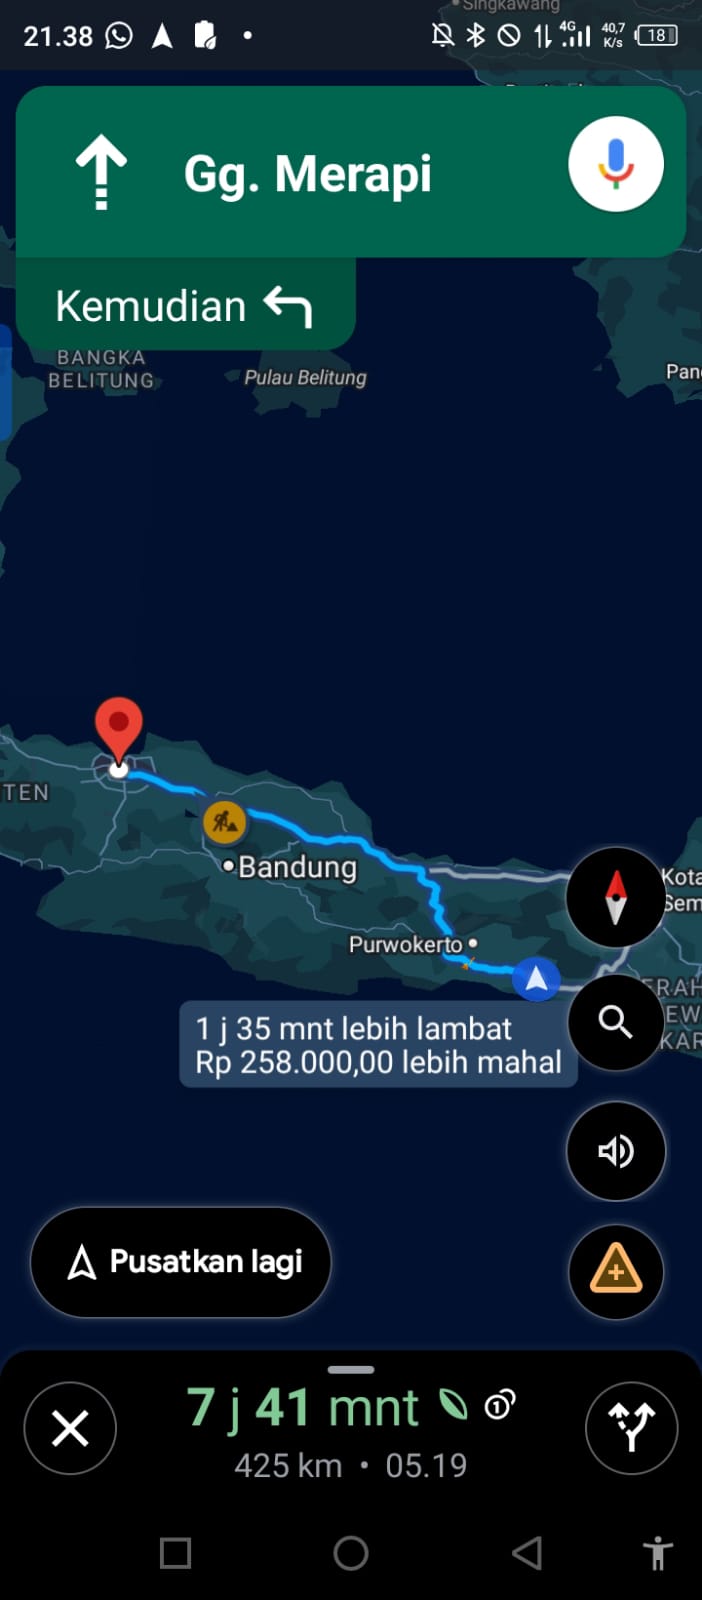 Singkawang
21.38
4G
40,7
K/s
18
Gg. Merapi
Kemudian
BANGKA
BELITUNG
Pulau Belitung
Pan
TEN
Bandung
Kota
Sem
Purwokerto
ERAH
EW
KAR
1 j 35 mnt lebih lambat
Rp 258.000,00 lebih mahal
Pusatkan lagi
7 j 41 mnt
425 km • 05.19